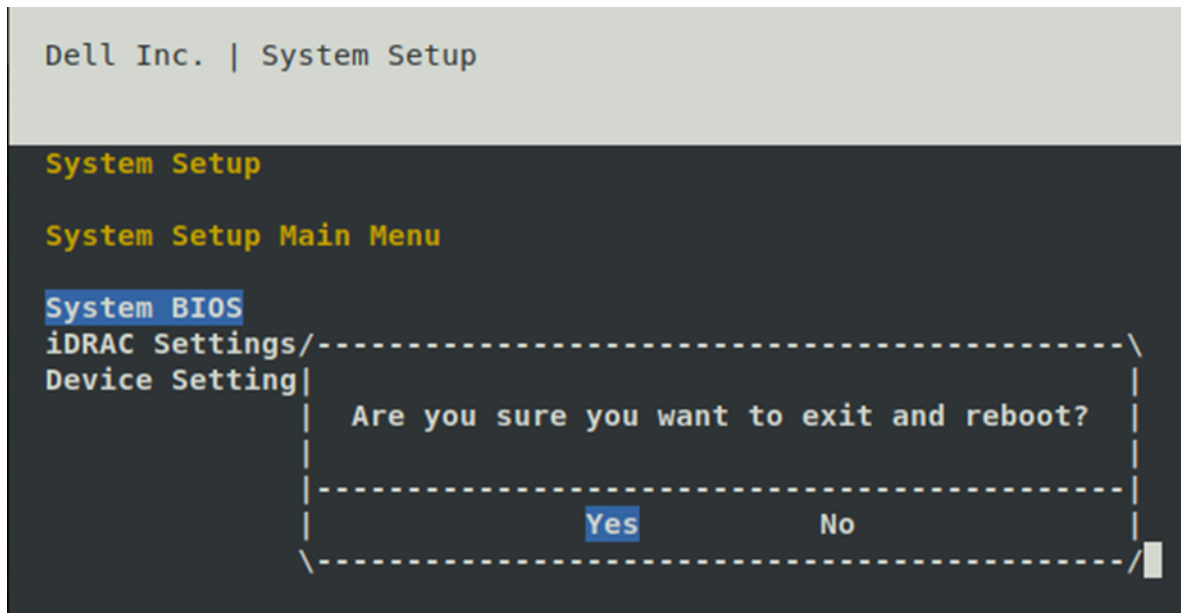 Dell Inc. | System Setup
System Setup
System Setup Main Menu
System BIOS
iDRAC Settings
Device Setting
Are you sure you want to exit and reboot?
Yes No